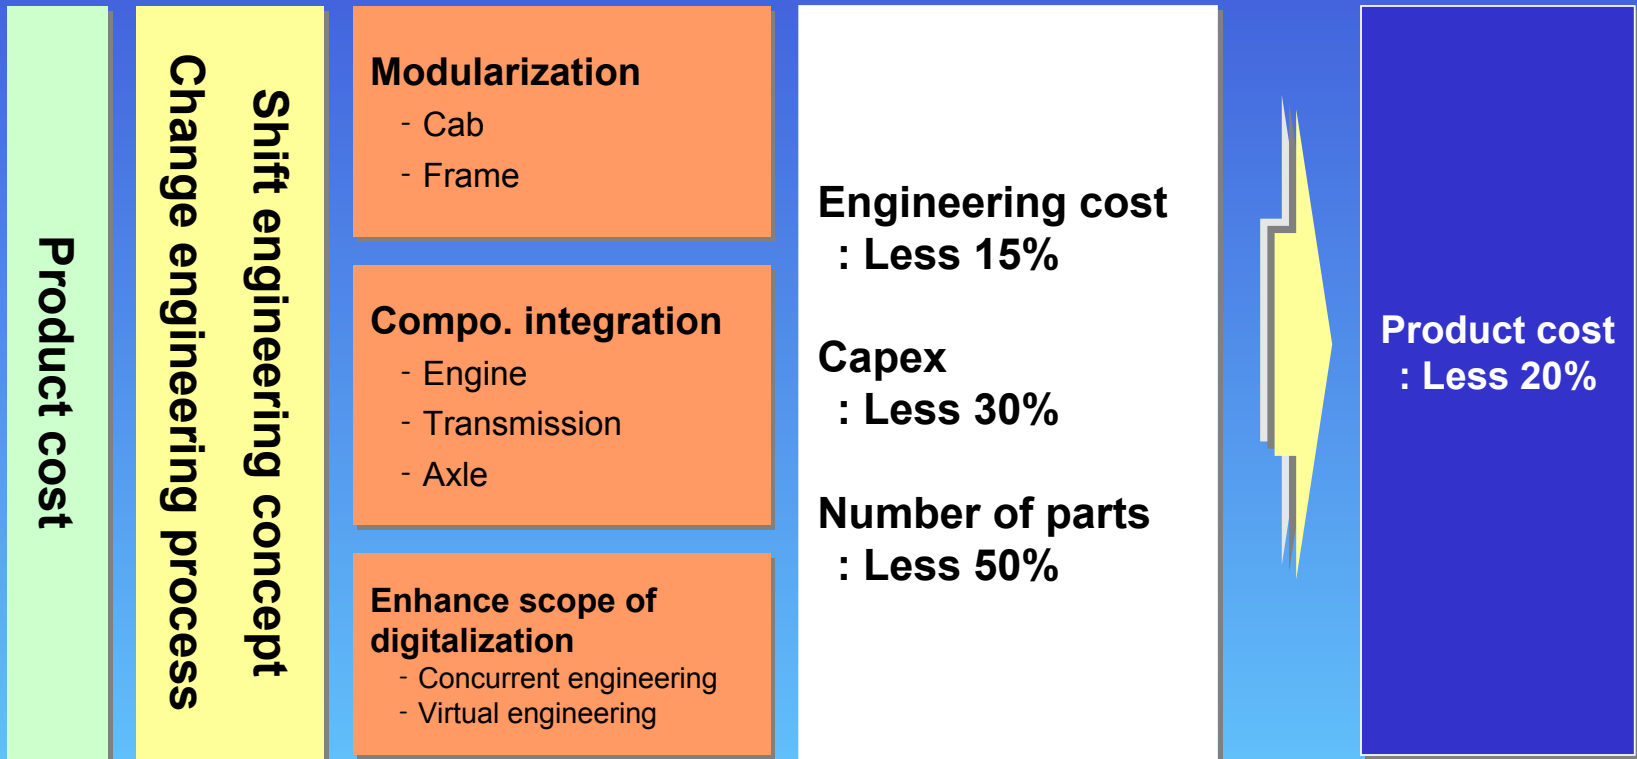 Product cost
Shift engineering concept
Change engineering process
Modularization
- Cab
- Frame
Compo. integration
- Engine
- Transmission
- Axle
Enhance scope of
digitalization
- Concurrent engineering
- Virtual engineering
Engineering cost
: Less 15%
Capex
: Less 30%
Number of parts
: Less 50%
Product cost
: Less 20%